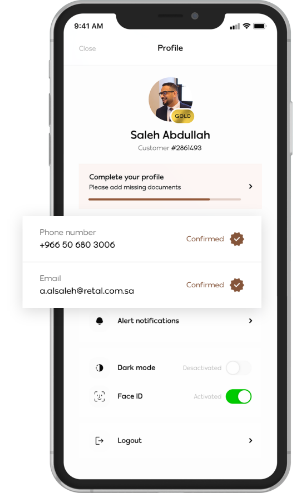 9:41 AM
Close
Profile
GOLD
Saleh Abdullah
Customer #2861493
Complete your profile
Please add missing documents
Phone number
+966 50 680 3006
Confirmed
Email
a.alsaleh@retal.com.sa
Confirmed
Alert notifications
Dark mode
Desactivated
Face ID
Activated
Logout